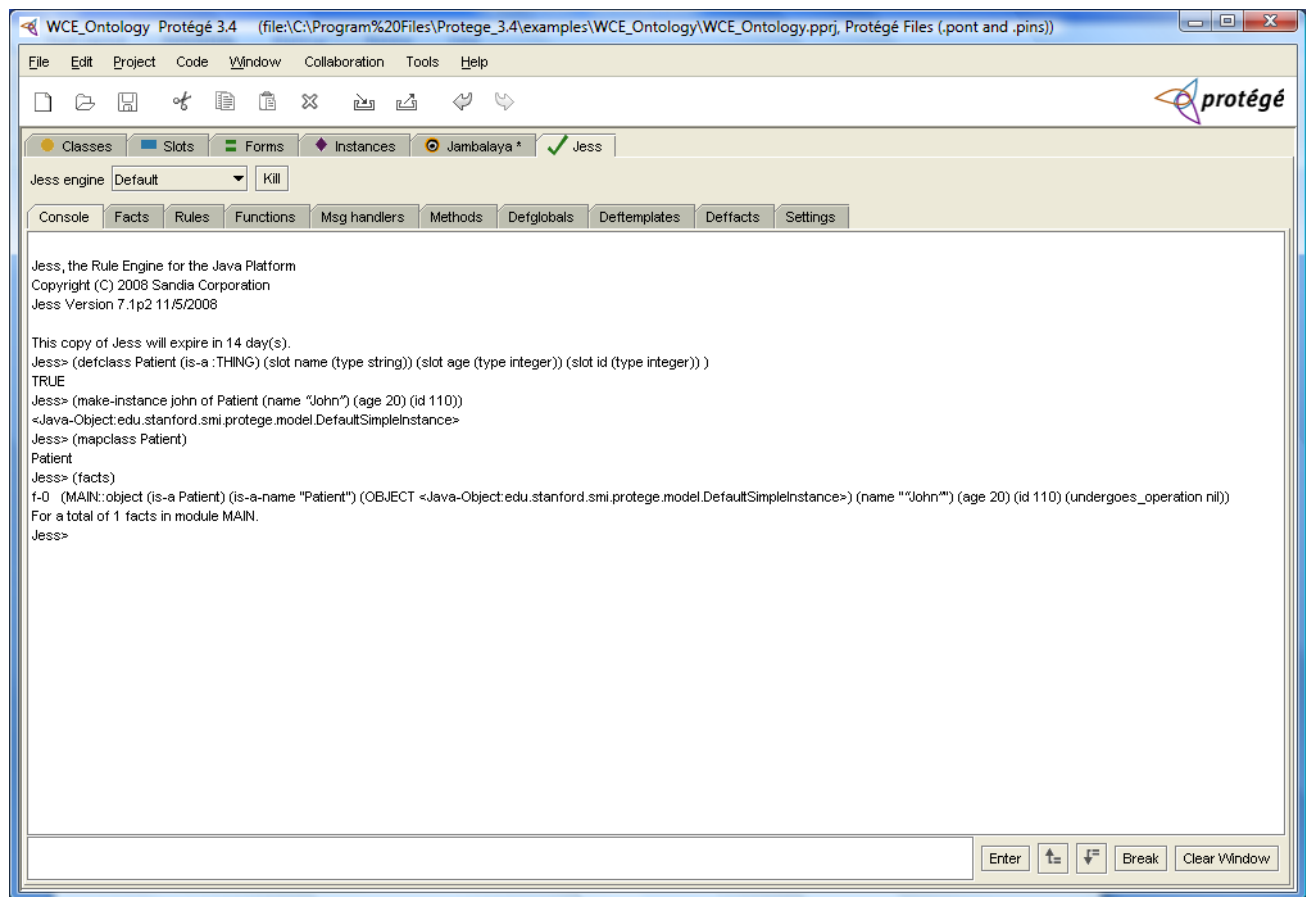 WCE_Ontology Protégé 3.4 (file:\C:\Program%20Files\Protege_3.4\examples\WCE_Ontology\WCE_Ontology.pprj, Protégé Files (.pont and .pins))
File Edit Project Code Window Collaboration Tools Help
protégé
Classes Slots Forms Instances Jambalaya * Jess
Jess engine Default Kill
Console Facts Rules Functions Msg handlers Methods Defglobals Deftemplates Deffacts Settings
Jess, the Rule Engine for the Java Platform
Copyright (C) 2008 Sandia Corporation
Jess Version 7.1p2 11/5/2008
This copy of Jess will expire in 14 day(s).
Jess> (defclass Patient (is-a :THING) (slot name (type string)) (slot age (type integer)) (slot id (type integer)) )
TRUE
Jess> (make-instance john of Patient (name “John”) (age 20) (id 110))
<Java-Object:edu.stanford.smi.protege.model.DefaultSimpleInstance>
Jess> (mapclass Patient)
Patient
Jess> (facts)
f-0 (MAIN::object (is-a Patient) (is-a-name "Patient") (OBJECT <Java-Object:edu.stanford.smi.protege.model.DefaultSimpleInstance>) (name "“John”") (age 20) (id 110) (undergoes_operation nil))
For a total of 1 facts in module MAIN.
Jess>
Enter Break Clear Window